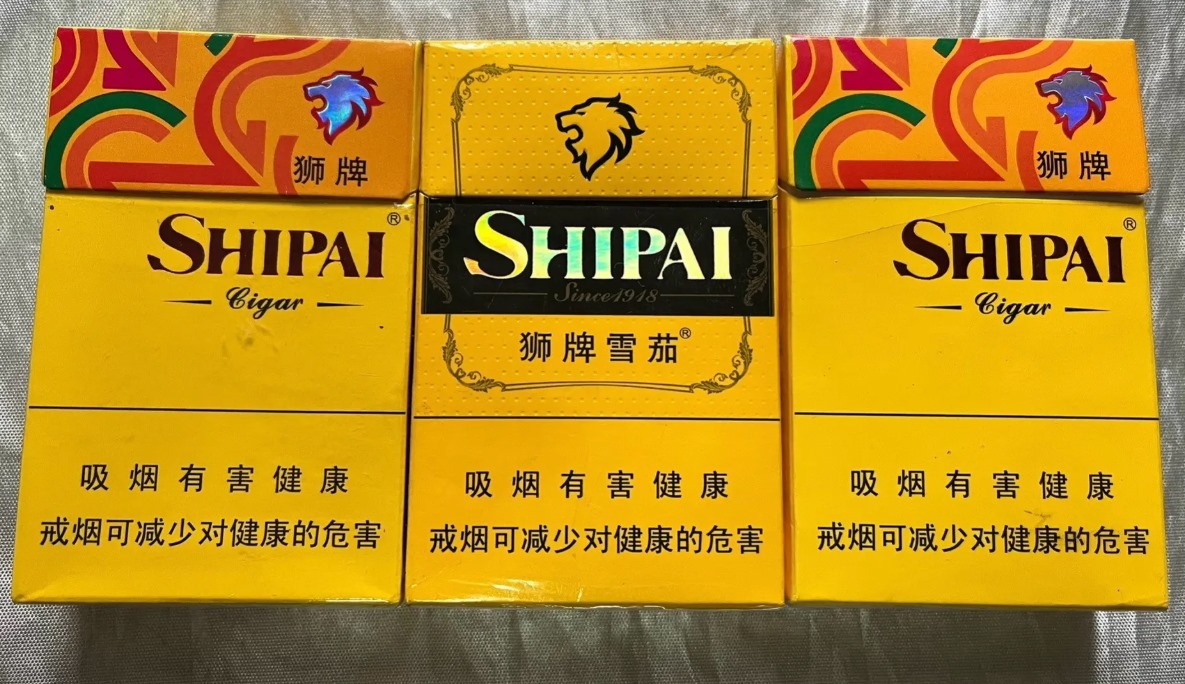 狮牌
SHIPAI®
Cigar
吸烟有害健康
戒烟可减少对健康的危害
SHIPAI
Since1918
狮牌雪茄®
吸烟有害健康
戒烟可减少对健康的危害
狮牌
SHIPAI®
Cigar
吸烟有害健康
戒烟可减少对健康的危害